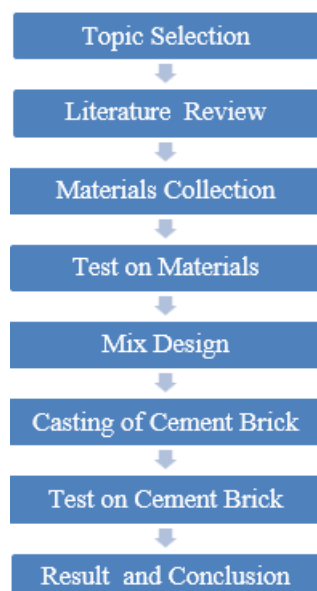 Topic Selection
Literature Review
Materials Collection
Test on Materials
Mix Design
Casting of Cement Brick
Test on Cement Brick
Result and Conclusion